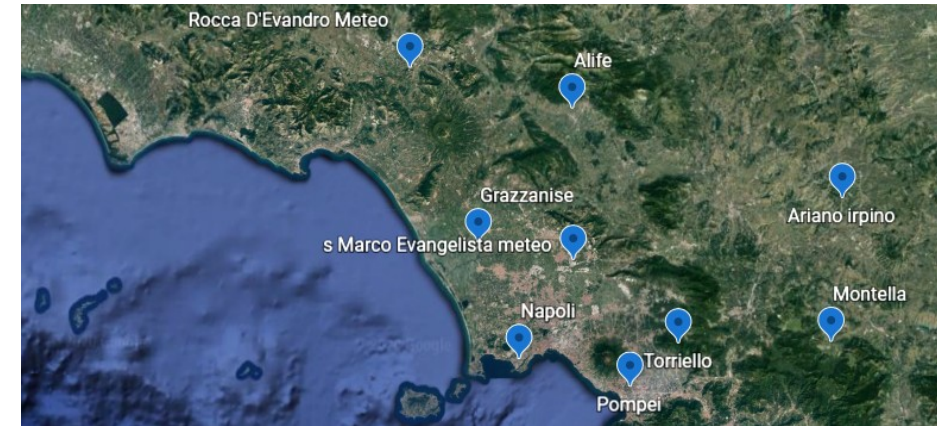 Rocca D'Evandro Meteo
Alife
Grazzanise
Ariano irpino
s Marco Evangelista meteo
Montella
Napoli
Torriello
Pompei